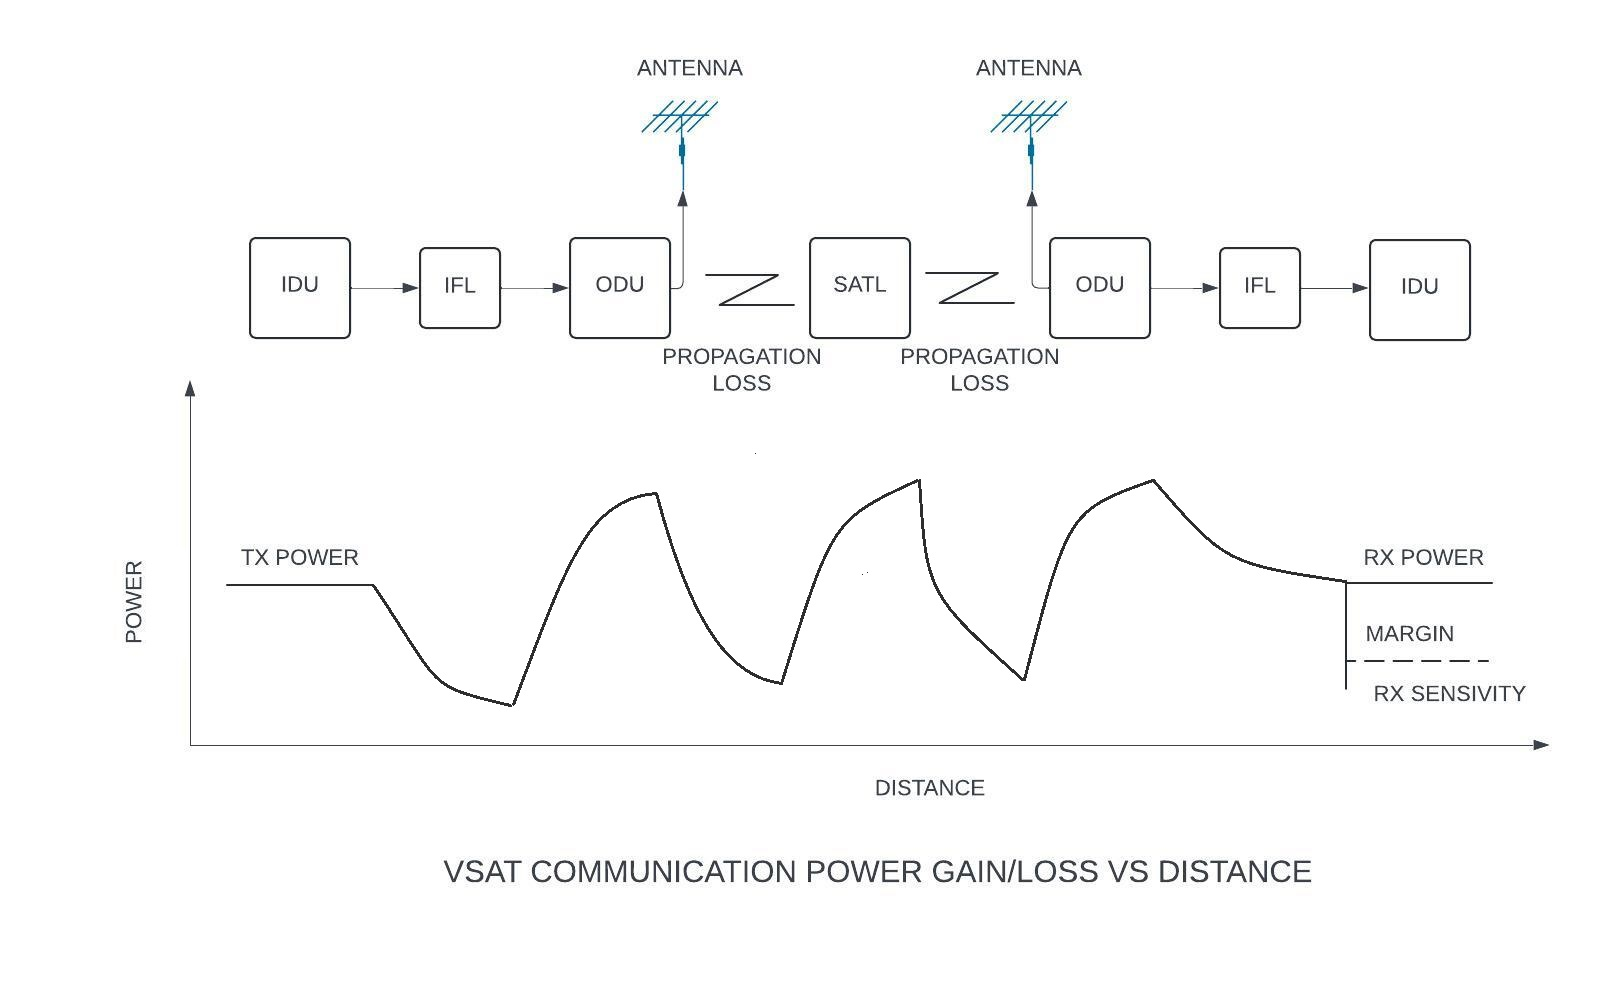 ANTENNA
ANTENNA
IDU
IFL
ODU
SATL
ODU
IFL
IDU
PROPAGATION
LOSS
PROPAGATION
LOSS
TX POWER
RX POWER
POWER
MARGIN
RX SENSIVITY
DISTANCE
VSAT COMMUNICATION POWER GAIN/LOSS VS DISTANCE